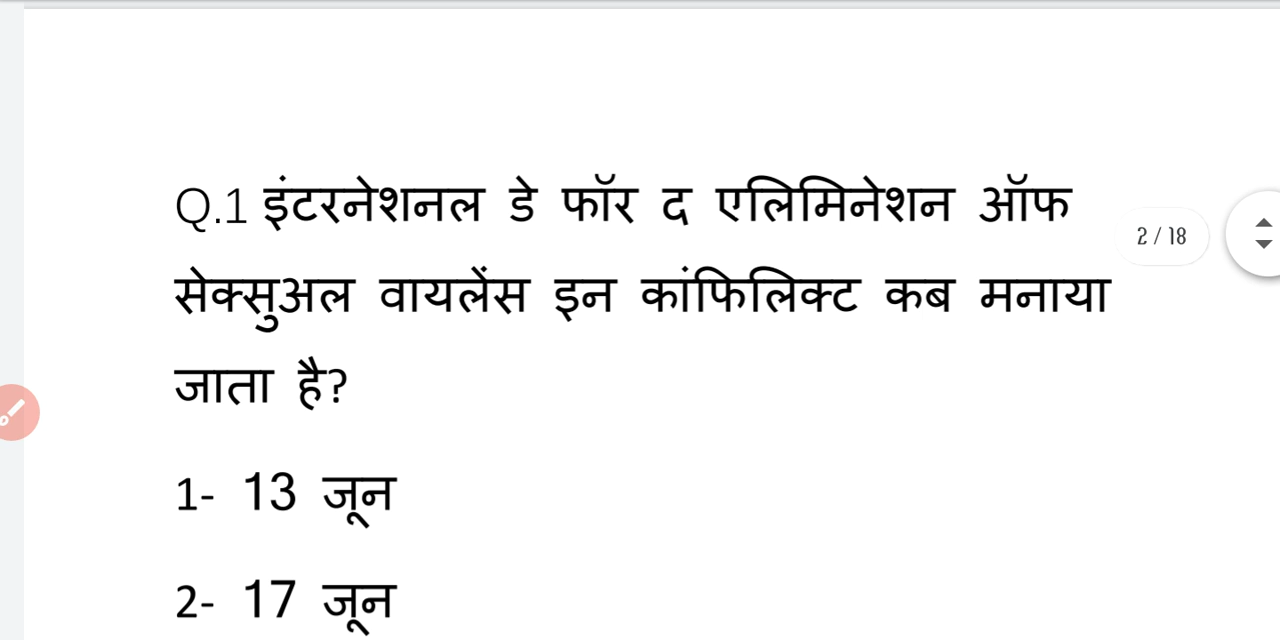 Q.1 इंटरनेशनल डे फॉर द एलिमिनेशन ऑफ
सेक्सुअल वायलेंस इन कांफिलिक्ट कब मनाया
जाता है?
1- 13 जून
2- 17 जून
2 / 18